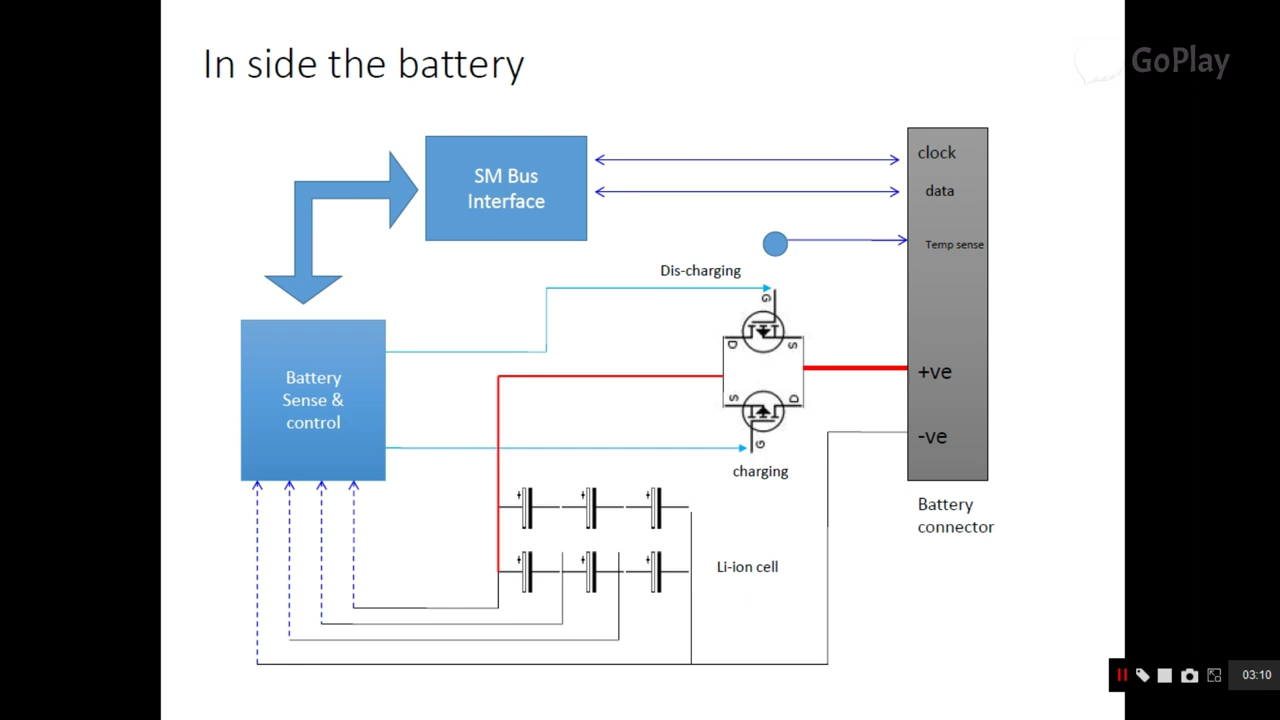 In side the battery
GoPlay
SM Bus
Interface
clock
data
Temp sense
Dis-charging
G
D
S
Battery
Sense &
control
+ve
S
D
-ve
G
charging
+
+
+
Battery
connector
+
+
+
Li-ion cell
03:10